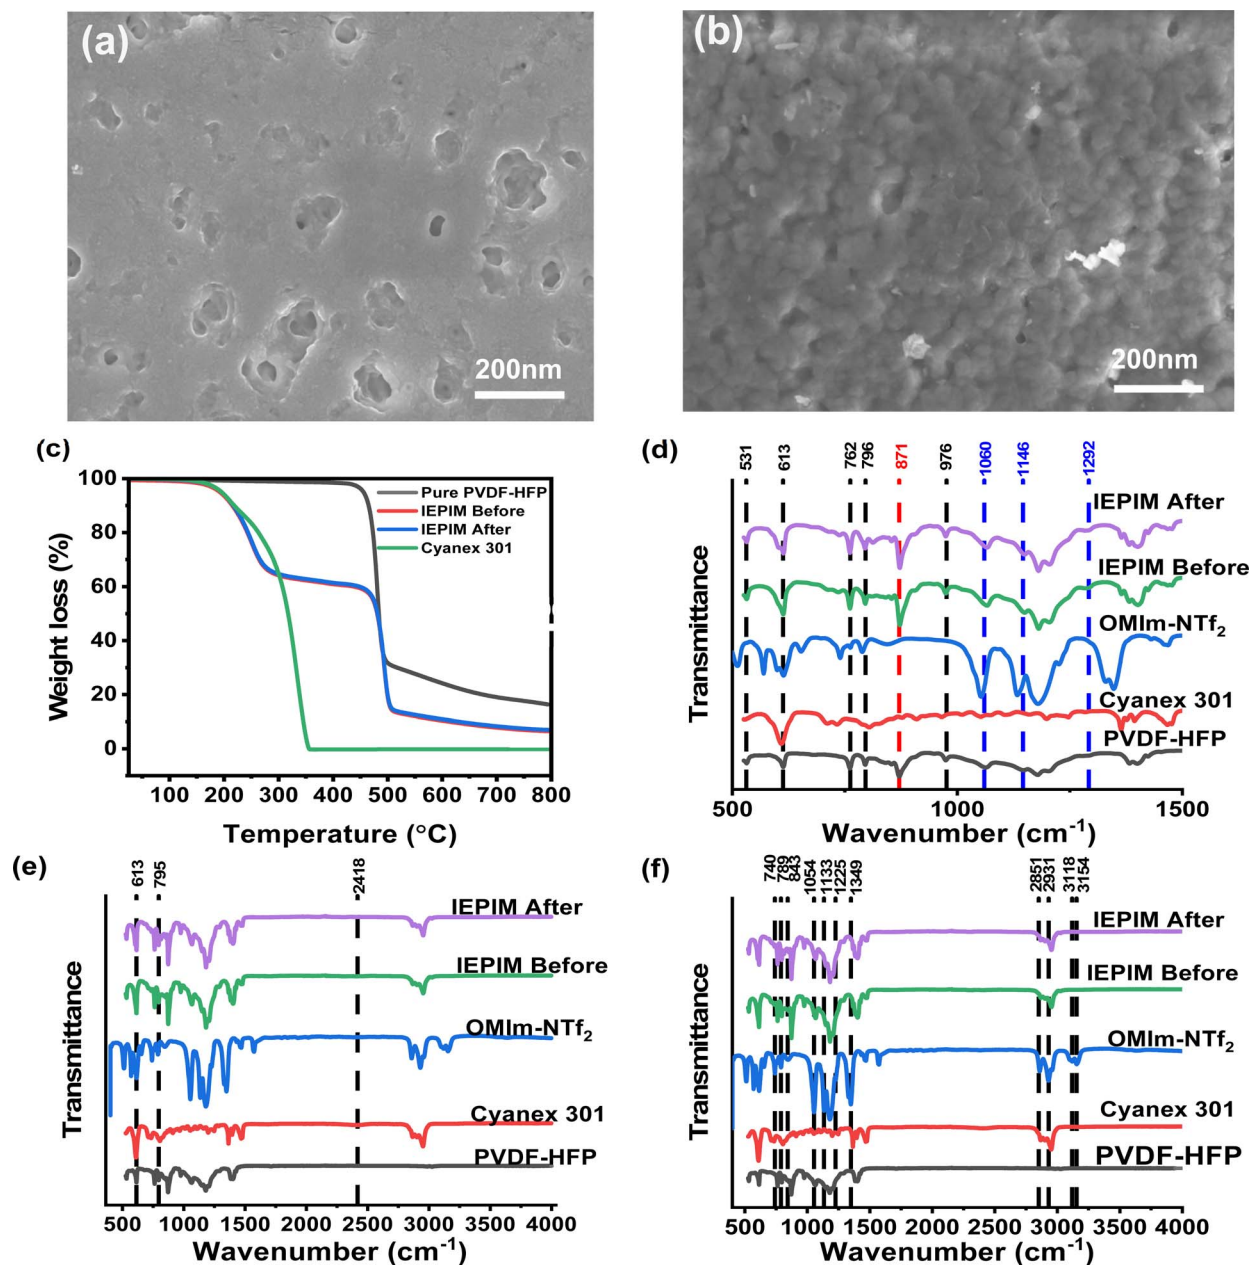 (a)
200nm
(b)
200nm
(c)
100
80
60
40
20
0
Weight loss (%)
Pure PVDF-HFP
IEPIM Before
IEPIM After
Cyanex 301
100 200 300 400 500 600 700 800
Temperature (°C)
(d)
531 613 762 796 871 976 1060 1146 1292
IEPIM After
IEPIM Before
OMIm-NTf₂
Cyanex 301
PVDF-HFP
Transmittance
500 1000 1500
Wavenumber (cm⁻¹)
(e)
613 795 2418
IEPIM After
IEPIM Before
OMIm-NTf₂
Cyanex 301
PVDF-HFP
Transmittance
500 1000 1500 2000 2500 3000 3500 4000
Wavenumber (cm⁻¹)
(f)
740 789 843 1054 1133 1225 1349 2851 2931 3118 3154
IEPIM After
IEPIM Before
OMIm-NTf₂
Cyanex 301
PVDF-HFP
Transmittance
500 1000 1500 2000 2500 3000 3500 4000
Wavenumber (cm⁻¹)